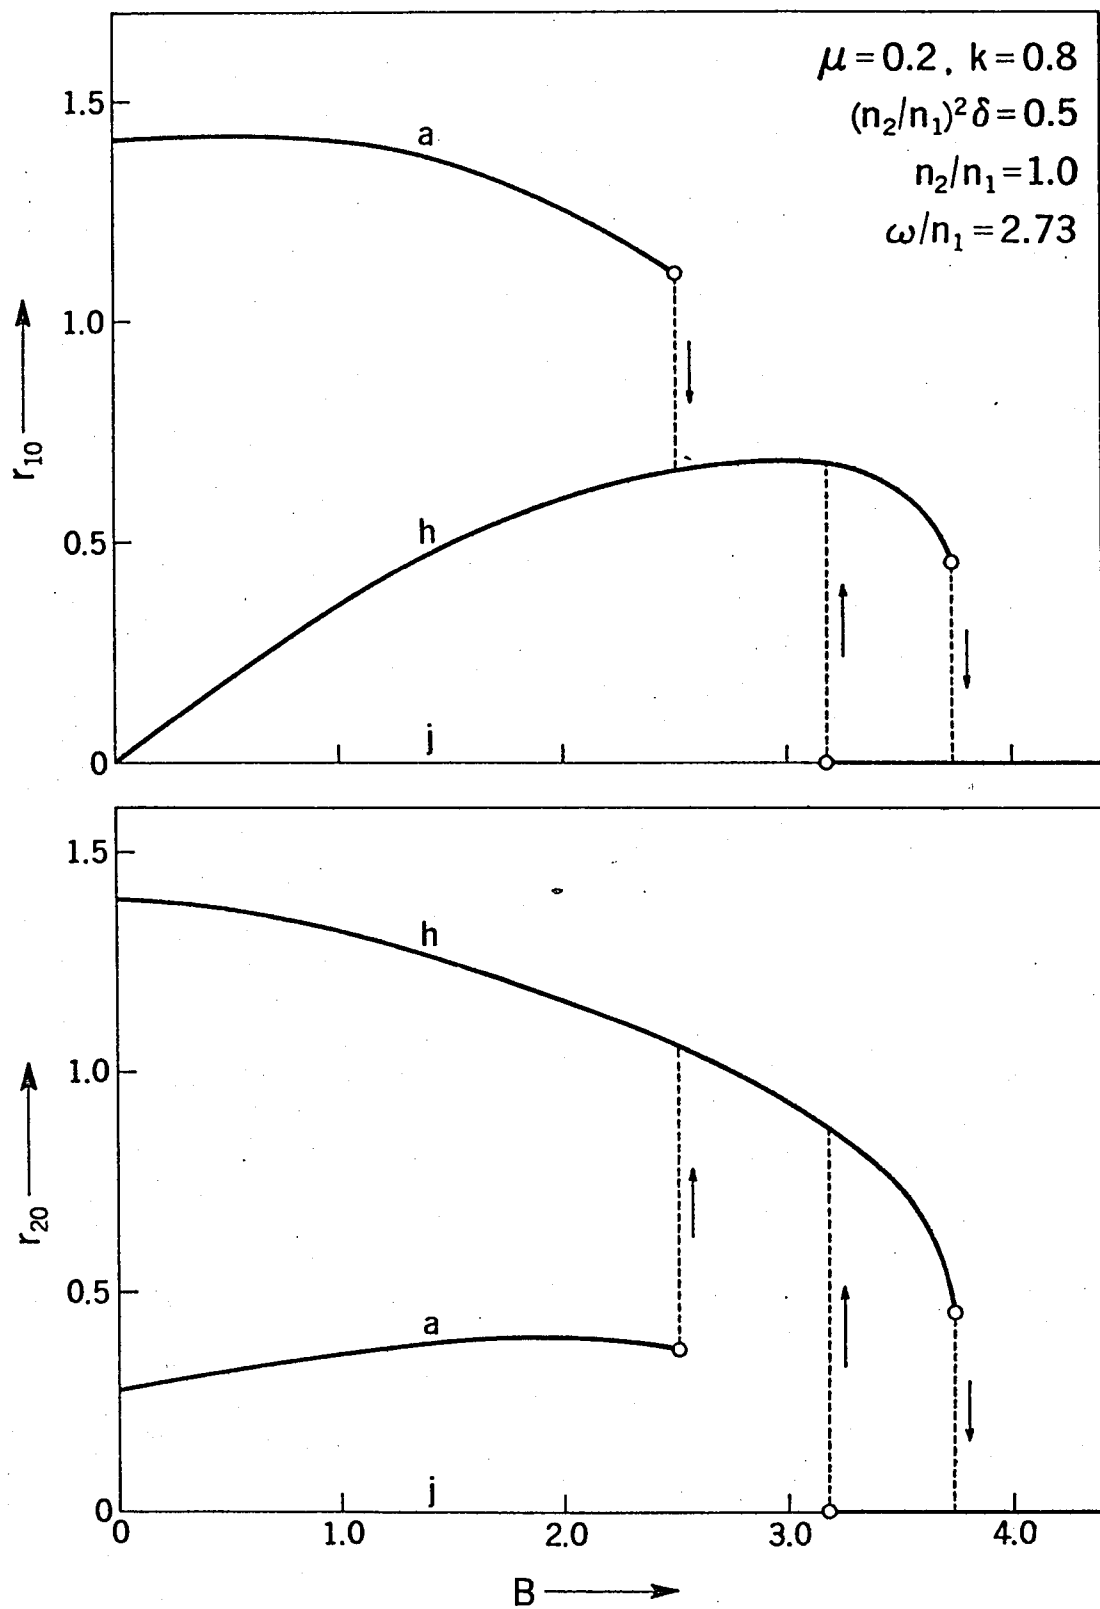 μ=0.2, k=0.8
(n₂/n₁)²δ=0.5
n₂/n₁=1.0
ω/n₁=2.73
1.5
a
1.0
r₁₀
h
0.5
j
0
1.5
h
1.0
r₂₀
0.5
a
j
0
0 1.0 2.0 3.0 4.0
B